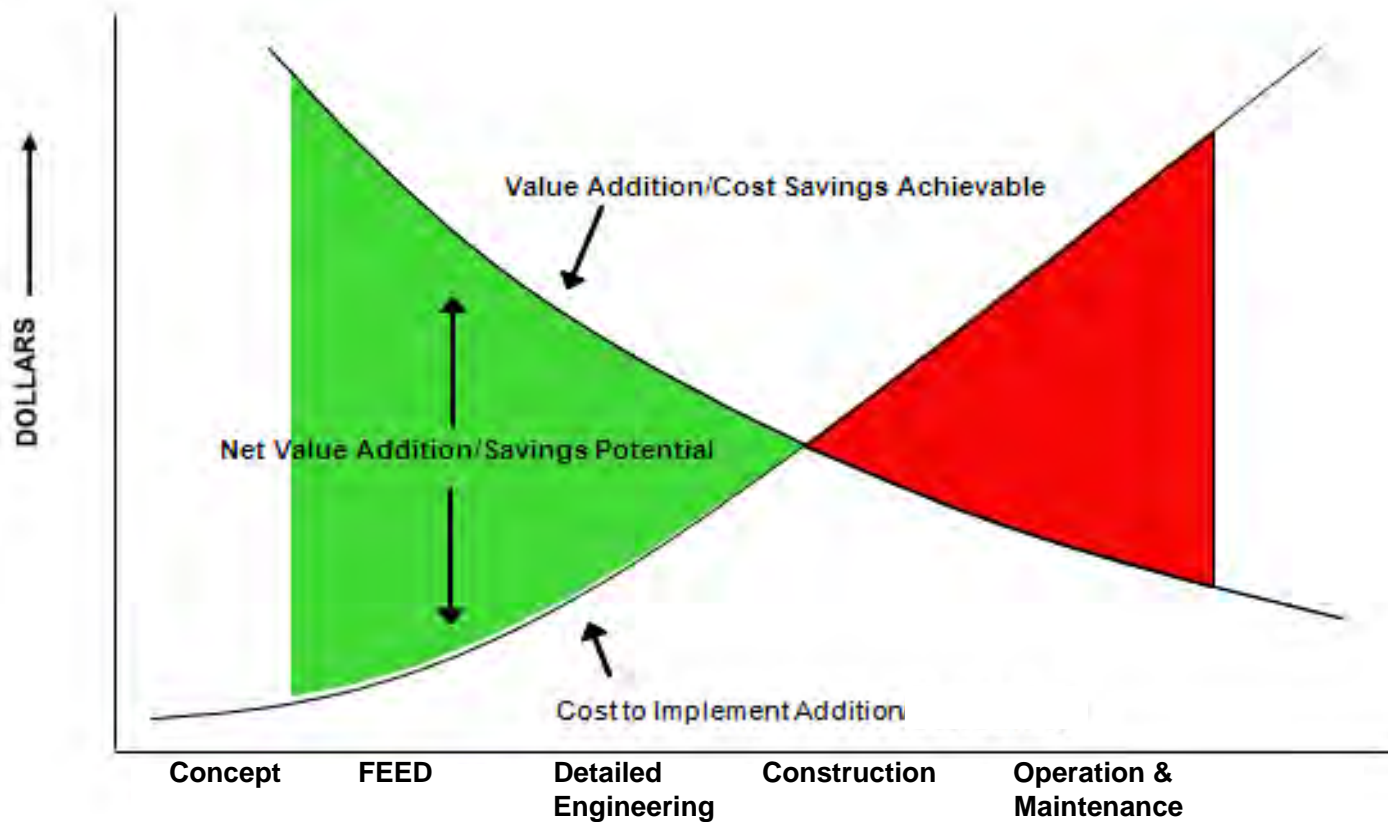 DOLLARS
Value Addition/Cost Savings Achievable
Net Value Addition/Savings Potential
Cost to Implement Addition
Concept
FEED
Detailed
Engineering
Construction
Operation &
Maintenance